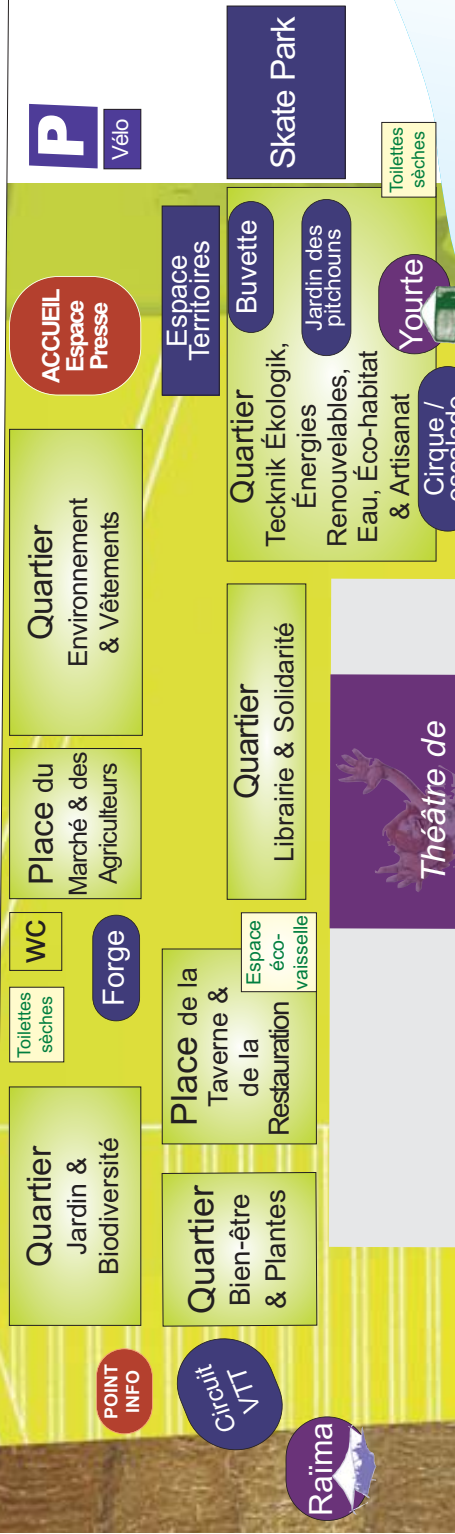 P
Vélo
ACCUEIL
Espace
Presse
Quartier
Environnement
& Vêtements
Place du
Marché & des
Agriculteurs
WC
Toilettes
sèches
Forge
Quartier
Jardin &
Biodiversité
POINT
INFO
Skate Park
Espace
Territoires
Buvette
Jardin des
pitchouns
Toilettes
sèches
Quartier
Tecknik Ékologik,
Énergies
Renouvelables,
Eau, Éco-habitat
& Artisanat
Yourte
Cirque /
escalade
Quartier
Librairie & Solidarité
Place de la
Taverne &
de la
Restauration
Espace
éco-
vaisselle
Quartier
Bien-être
& Plantes
Circuit
VTT
Raïma
Théâtre de